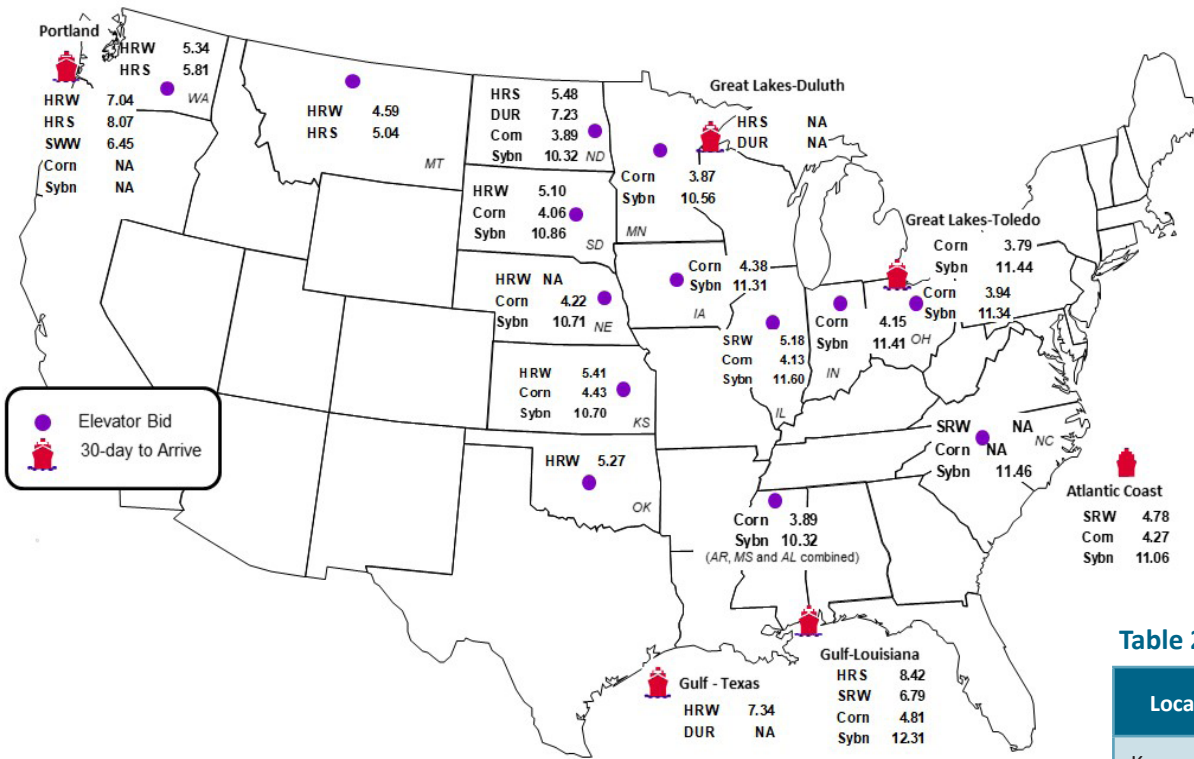 Portland
HRW 5.34
HRS 5.81
WA
HRW 7.04
HRS 8.07
SWW 6.45
Corn NA
Sybn NA
HRW 4.59
HRS 5.04
MT
HRS 5.48
DUR 7.23
Corn 3.89
Sybn 10.32 ND
Great Lakes-Duluth
HRS NA
DUR NA
Corn 3.87
Sybn 10.56
MN
HRW 5.10
Corn 4.06
Sybn 10.86
SD
Great Lakes-Toledo
Corn 3.79
Sybn 11.44
HRW NA
Corn 4.22
Sybn 10.71 NE
Corn 4.38
Sybn 11.31
IA
Corn 3.94
Sybn 11.34
Corn 4.15
Sybn 11.41 OH
IN
SRW 5.18
Corn 4.13
Sybn 11.60
IL
HRW 5.41
Corn 4.43
Sybn 10.70
KS
Elevator Bid
30-day to Arrive
HRW 5.27
OK
SRW NA
Corn NA NC
Sybn 11.46
Corn 3.89
Sybn 10.32
(AR, MS and AL combined)
Atlantic Coast
SRW 4.78
Corn 4.27
Sybn 11.06
Gulf - Texas
HRW 7.34
DUR NA
Gulf-Louisiana
HRS 8.42
SRW 6.79
Corn 4.81
Sybn 12.31
Table
Loca